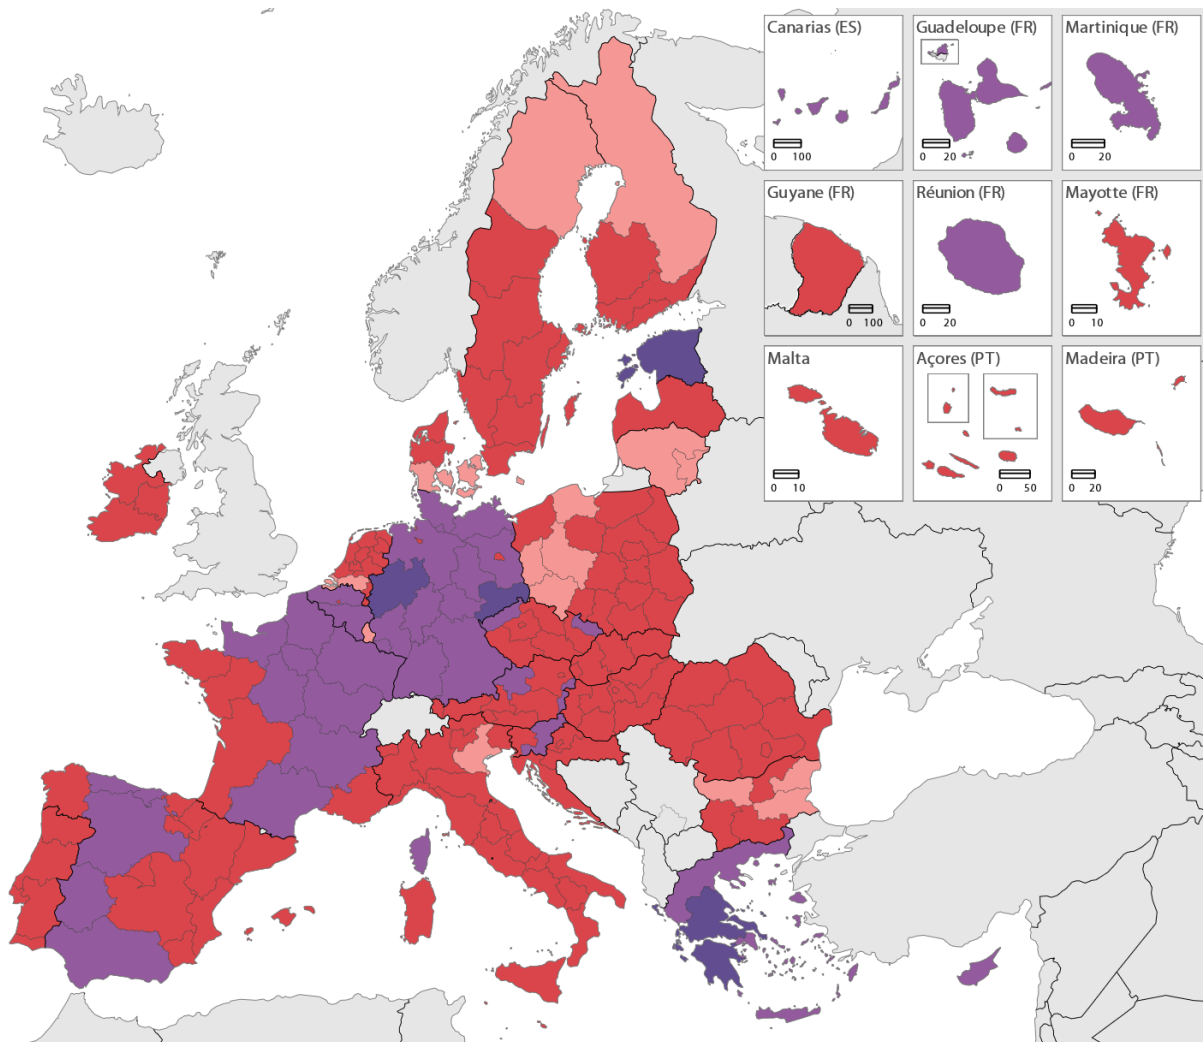 Canarias (ES)
0 100
Guadeloupe (FR)
0 20
Martinique (FR)
0 20
Guyane (FR)
0 100
Réunion (FR)
0 20
Mayotte (FR)
0 10
Malta
0 10
Açores (PT)
0 50
Madeira (PT)
0 20